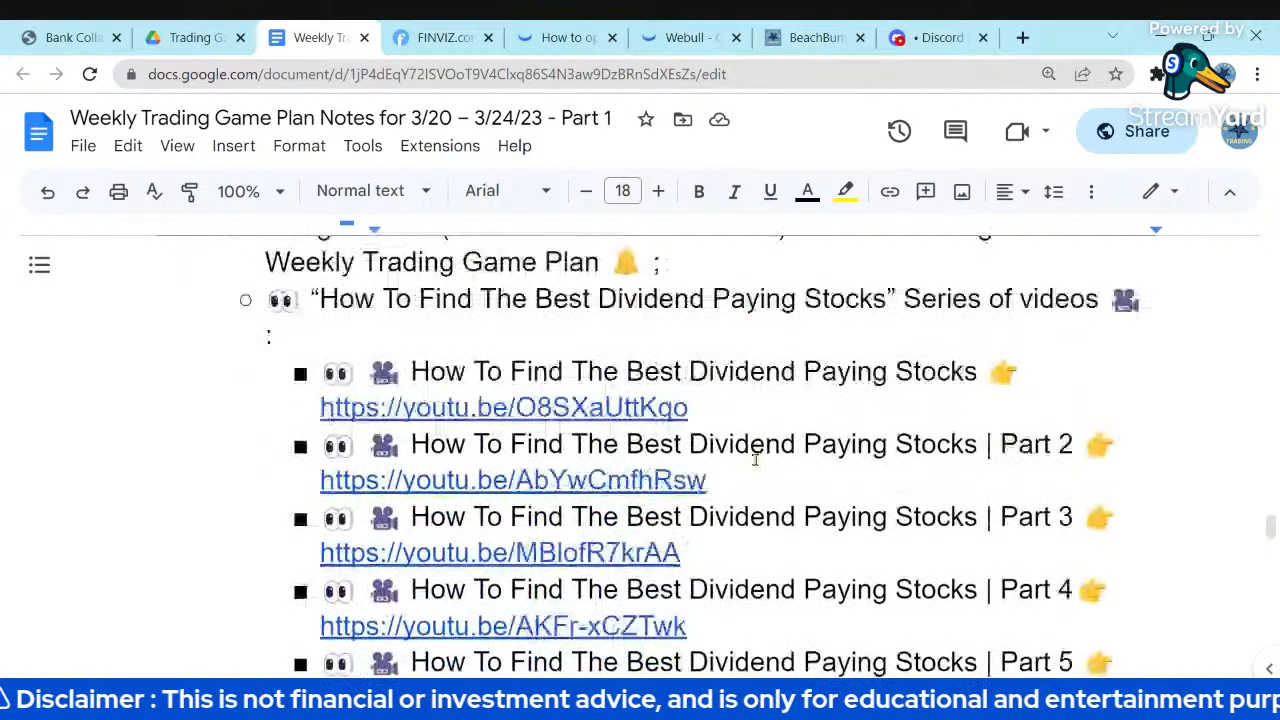 Powered by
StreamYard
Bank Colla
Trading G
Weekly Tra
FINVIZ.co
How to op
Webull -
BeachBum
• Discord
docs.google.com/document/d/1jP4dEqY72ISVOoOYX4Clxq86S4N3aw9DzBRnSdXEsZs/edit
Weekly Trading Game Plan Notes for 3/20 – 3/24/23 - Part 1
Share
File Edit View Insert Format Tools Extensions Help
100% Normal text Arial 18
Weekly Trading Game Plan 🔔 ;
👀 “How To Find The Best Dividend Paying Stocks” Series of videos 🎥
:
👀 🎥 How To Find The Best Dividend Paying Stocks 👉
https://youtu.be/O8SXaUttKqo
👀 🎥 How To Find The Best Dividend Paying Stocks | Part 2 👉
https://youtu.be/AbYwCmfhRsw
👀 🎥 How To Find The Best Dividend Paying Stocks | Part 3 👉
https://youtu.be/MBlofR7krAA
👀 🎥 How To Find The Best Dividend Paying Stocks | Part 4 👉
https://youtu.be/AKFr-xCZTwk
👀 🎥 How To Find The Best Dividend Paying Stocks | Part 5 👉
⚠ Disclaimer : This is not financial or investment advice, and is only for educational and entertainment purp